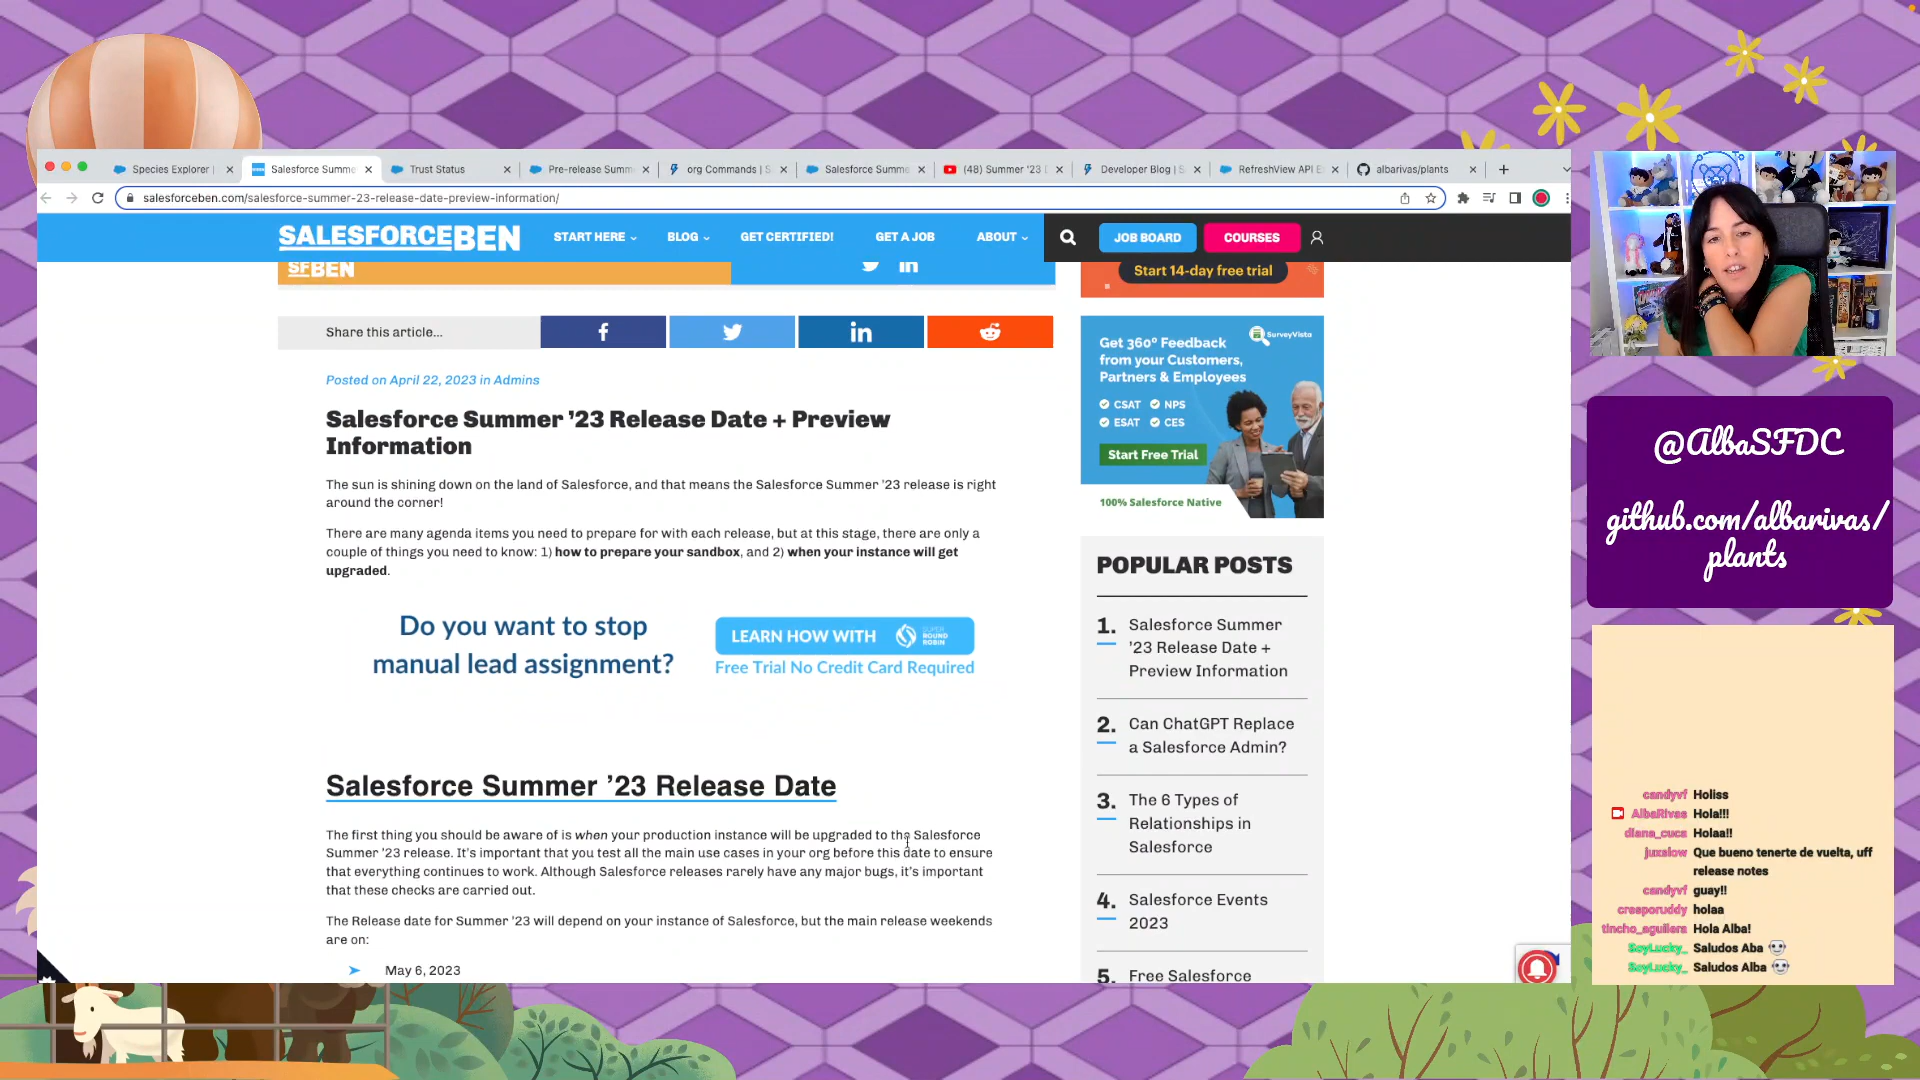 Species Explorer |
Salesforce Summe
Trust Status
Pre-release Summ
org Commands | S
Salesforce Summe
(48) Summer '23 
Developer Blog | S
RefreshView API E
albarivas/plants
salesforceben.com/salesforce-summer-23-release-date-preview-information/
SALESFORCEBEN
START HERE
BLOG
GET CERTIFIED!
GET A JOB
ABOUT
JOB BOARD
COURSES
SFBEN
Start 14-day free trial
Share this article...
Posted on April 22, 2023 in Admins
Salesforce Summer ’23 Release Date + Preview
Information
The sun is shining down on the land of Salesforce, and that means the Salesforce Summer ’23 release is right
around the corner!
There are many agenda items you need to prepare for with each release, but at this stage, there are only a
couple of things you need to know: 1) how to prepare your sandbox, and 2) when your instance will get
upgraded.
Do you want to stop
manual lead assignment?
LEARN HOW WITH
SUPER
ROUND
ROBIN
Free Trial No Credit Card Required
Salesforce Summer ’23 Release Date
The first thing you should be aware of is when your production instance will be upgraded to the Salesforce
Summer ’23 release. It’s important that you test all the main use cases in your org before this date to ensure
that everything continues to work. Although Salesforce releases rarely have any major bugs, it’s important
that these checks are carried out.
The Release date for Summer ’23 will depend on your instance of Salesforce, but the main release weekends
are on:
May 6, 2023
SurveyVista
Get 360º Feedback
from your Customers,
Partners & Employees
CSAT NPS
ESAT CES
Start Free Trial
100% Salesforce Native
POPULAR POSTS
1. Salesforce Summer
’23 Release Date +
Preview Information
2. Can ChatGPT Replace
a Salesforce Admin?
3. The 6 Types of
Relationships in
Salesforce
4. Salesforce Events
2023
5. Free Salesforce
@AlbaSFDC
github.com/albarivas/
plants
candyvf Holiss
AlbaRivas Hola!!!
diana_cuca Holaa!!
juxslow Que bueno tenerte de vuelta, uff
release notes
candyvf guay!!
cresporuddy holaa
tincho_aguilera Hola Alba!
SoyLucky_ Saludos Aba
SoyLucky_ Saludos Alba